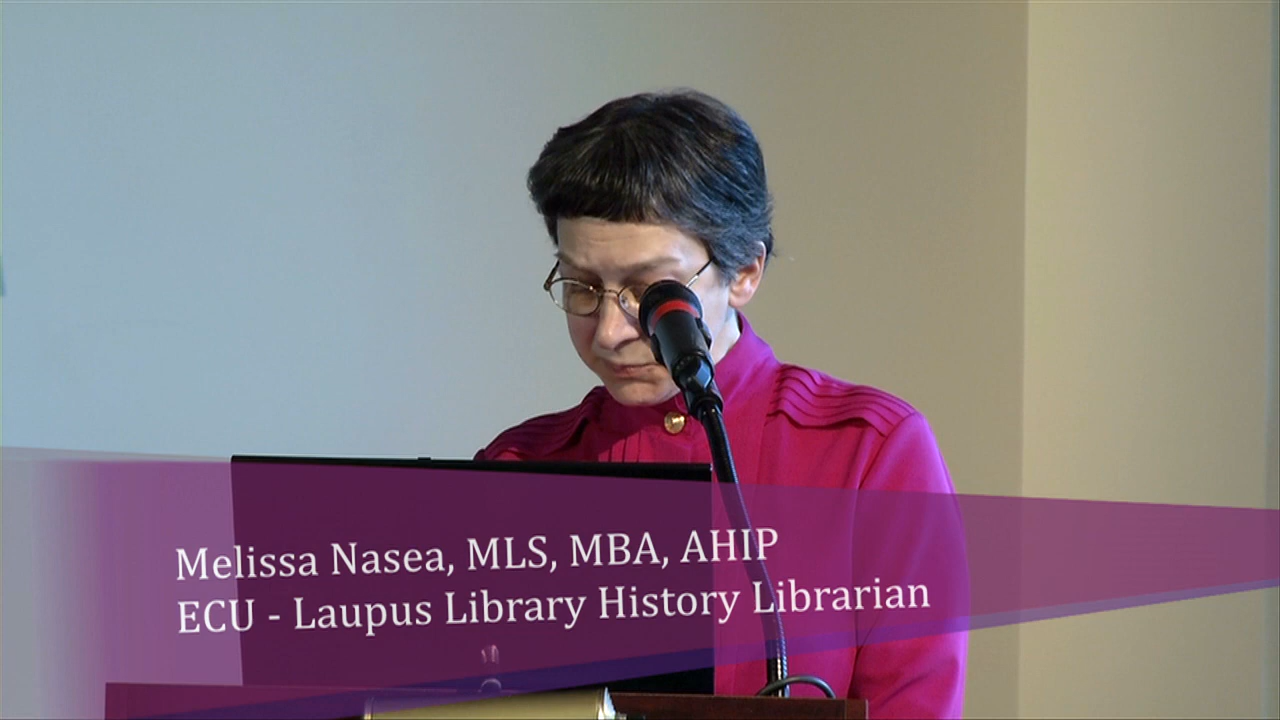 Melissa Nasea, MLS, MBA, AHIP
ECU - Laupus Library History Librarian